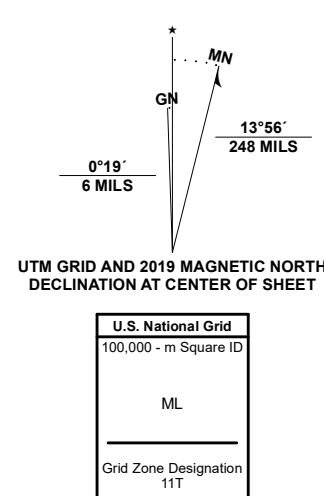 ★
MN
GN
13°56´
248 MILS
0°19´
6 MILS
UTM GRID AND 2019 MAGNETIC NORTH
DECLINATION AT CENTER OF SHEET
U.S. National Grid
100,000 - m Square ID
ML
Grid Zone Designation
11T